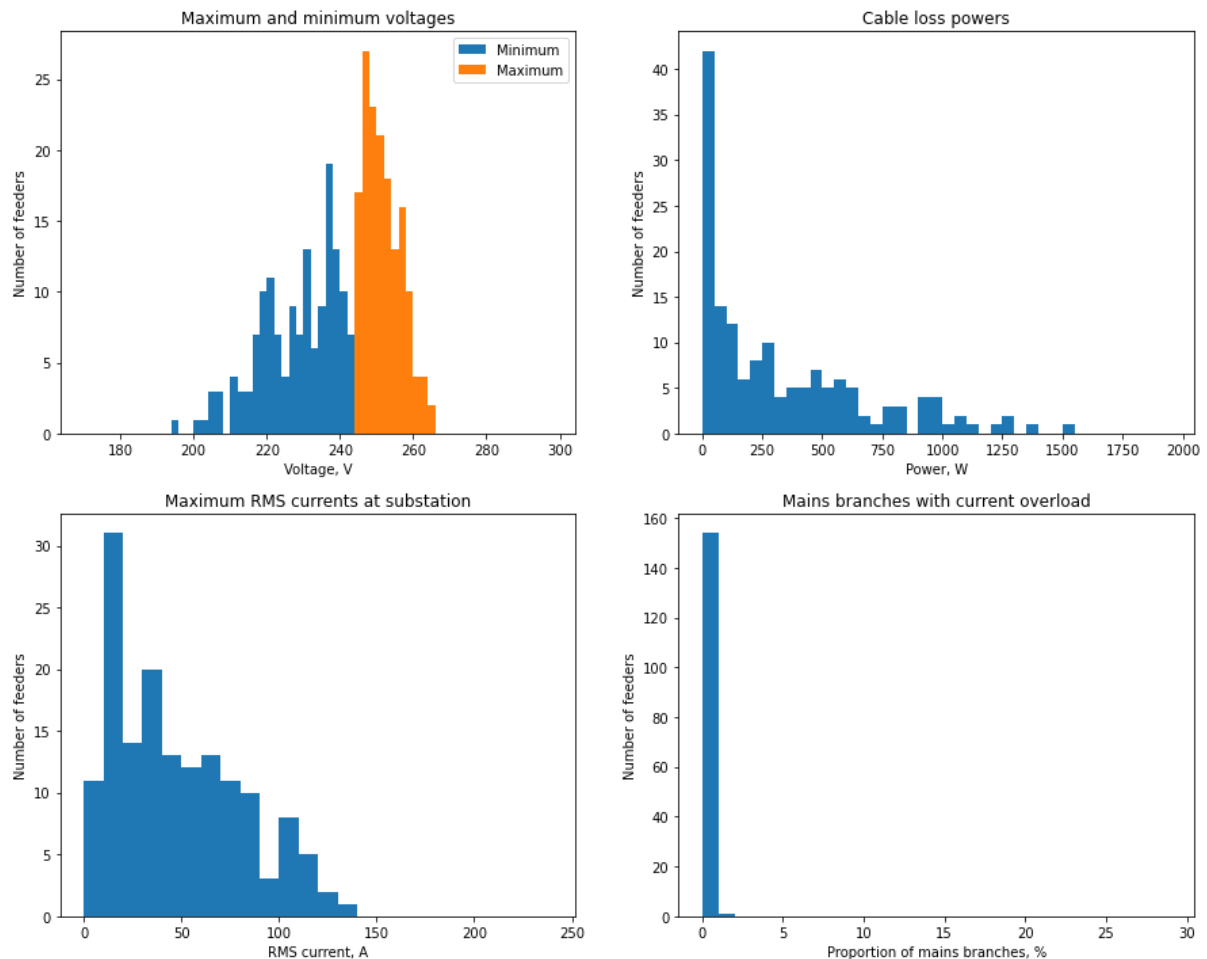 Maximum and minimum voltages
Minimum
Maximum
Number of feeders
0
5
10
15
20
25
180 200 220 240 260 280 300
Voltage, V
Cable loss powers
Number of feeders
0
5
10
15
20
25
30
35
40
0 250 500 750 1000 1250 1500 1750 2000
Power, W
Maximum RMS currents at substation
Number of feeders
0
5
10
15
20
25
30
0 50 100 150 200 250
RMS current, A
Mains branches with current overload
Number of feeders
0
20
40
60
80
100
120
140
160
0 5 10 15 20 25 30
Proportion of mains branches, %